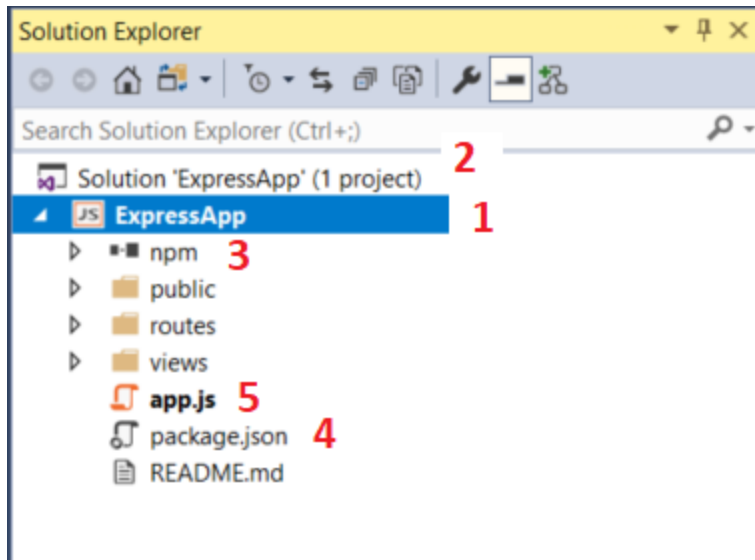 Solution Explorer
Search Solution Explorer (Ctrl+;)
2
Solution 'ExpressApp' (1 project)
JS ExpressApp 1
npm 3
public
routes
views
app.js 5
package.json 4
README.md